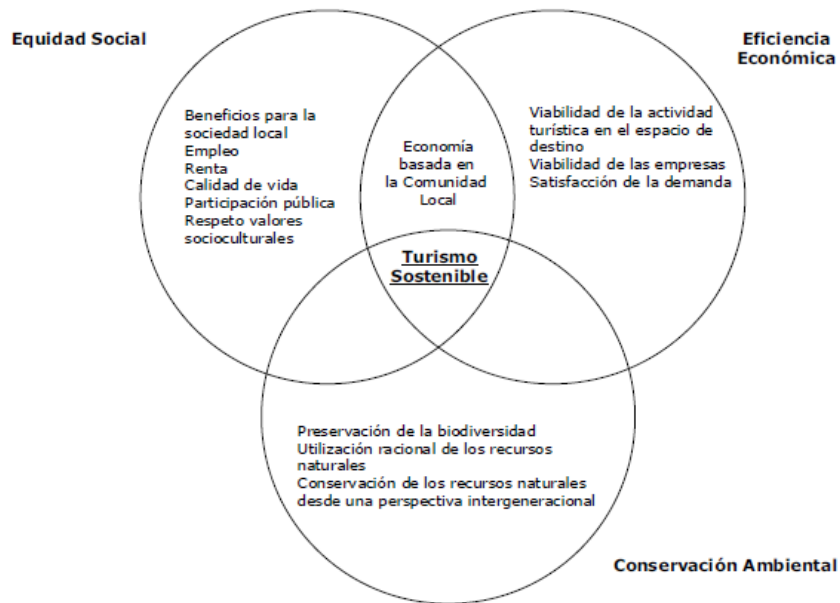 Equidad Social
Eficiencia
Económica
Beneficios para la
sociedad local
Empleo
Renta
Calidad de vida
Participación pública
Respeto valores
socioculturales
Economía
basada en
la Comunidad
Local
Viabilidad de la actividad
turística en el espacio de
destino
Viabilidad de las empresas
Satisfacción de la demanda
Turismo
Sostenible
Preservación de la biodiversidad
Utilización racional de los recursos
naturales
Conservación de los recursos naturales
desde una perspectiva intergeneracional
Conservación Ambiental